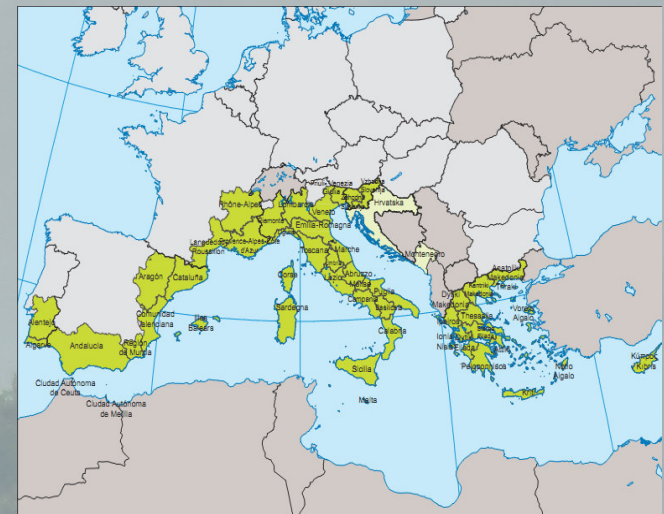 Rhône-Alpes
Lombardia
Veneto
Hrvatska
Piemonte
Emilia-Romagna
Languedoc-
Roussillon
Provence-Alpes-Côte
d'Azur
Toscana
Marche
Montenegro
Aragón
Cataluña
Corse
Lazio
Abruzzo
Molise
Puglia
Campania
Basilicata
Sardegna
Calabria
Comunidad
Valenciana
Illes
Balears
Alentejo
Algarve
Andalucía
Región
de Murcia
Ciudad Autónoma
de Ceuta
Ciudad Autónoma
de Melilla
Sicilia
Malta
Anatoliki
Makedonia
Thraki
Kentriki
Makedonia
Dytiki
Makedonia
Thessalia
Ipeiros
Voreio
Aigaio
Ionia
Nisia
Peloponnisos
Notio
Aigaio
Kriti
Κύπρος
Kibris